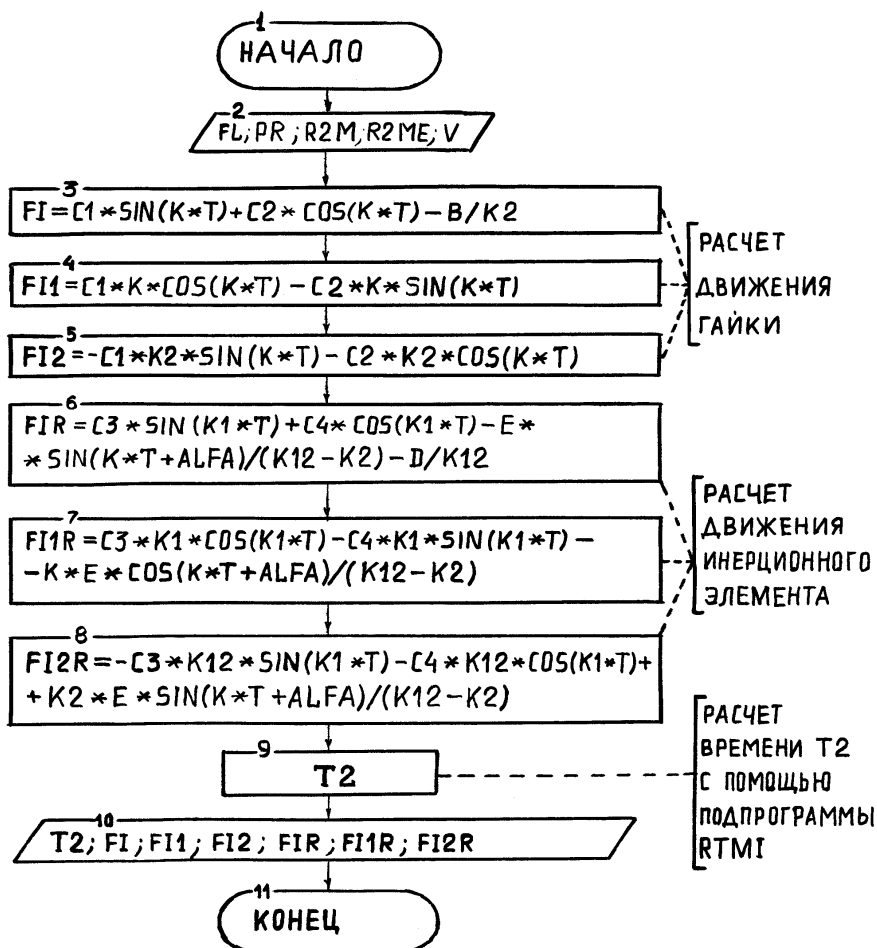 1
НАЧАЛО
2
FL; PR; R2M; R2ME; V
3
FI=C1*SIN(K*T)+C2*COS(K*T)-B/K2
4
FI1=C1*K*COS(K*T)-C2*K*SIN(K*T)
5
FI2=-C1*K2*SIN(K*T)-C2*K2*COS(K*T)
РАСЧЕТ
ДВИЖЕНИЯ
ГАЙКИ
6
FIR=C3*SIN(K1*T)+C4*COS(K1*T)-E*
*SIN(K*T+ALFA)/(K12-K2)-D/K12
7
FI1R=C3*K1*COS(K1*T)-C4*K1*SIN(K1*T)-
-K*E*COS(K*T+ALFA)/(K12-K2)
8
FI2R=-C3*K12*SIN(K1*T)-C4*K12*COS(K1*T)+
+K2*E*SIN(K*T+ALFA)/(K12-K2)
РАСЧЕТ
ДВИЖЕНИЯ
ИНЕРЦИОННОГО
ЭЛЕМЕНТА
9
T2
РАСЧЕТ
ВРЕМЕНИ T2
С ПОМОЩЬЮ
ПОДПРОГРАММЫ
RTMI
10
T2; FI; FI1; FI2; FIR; FI1R; FI2R
11
КОНЕЦ